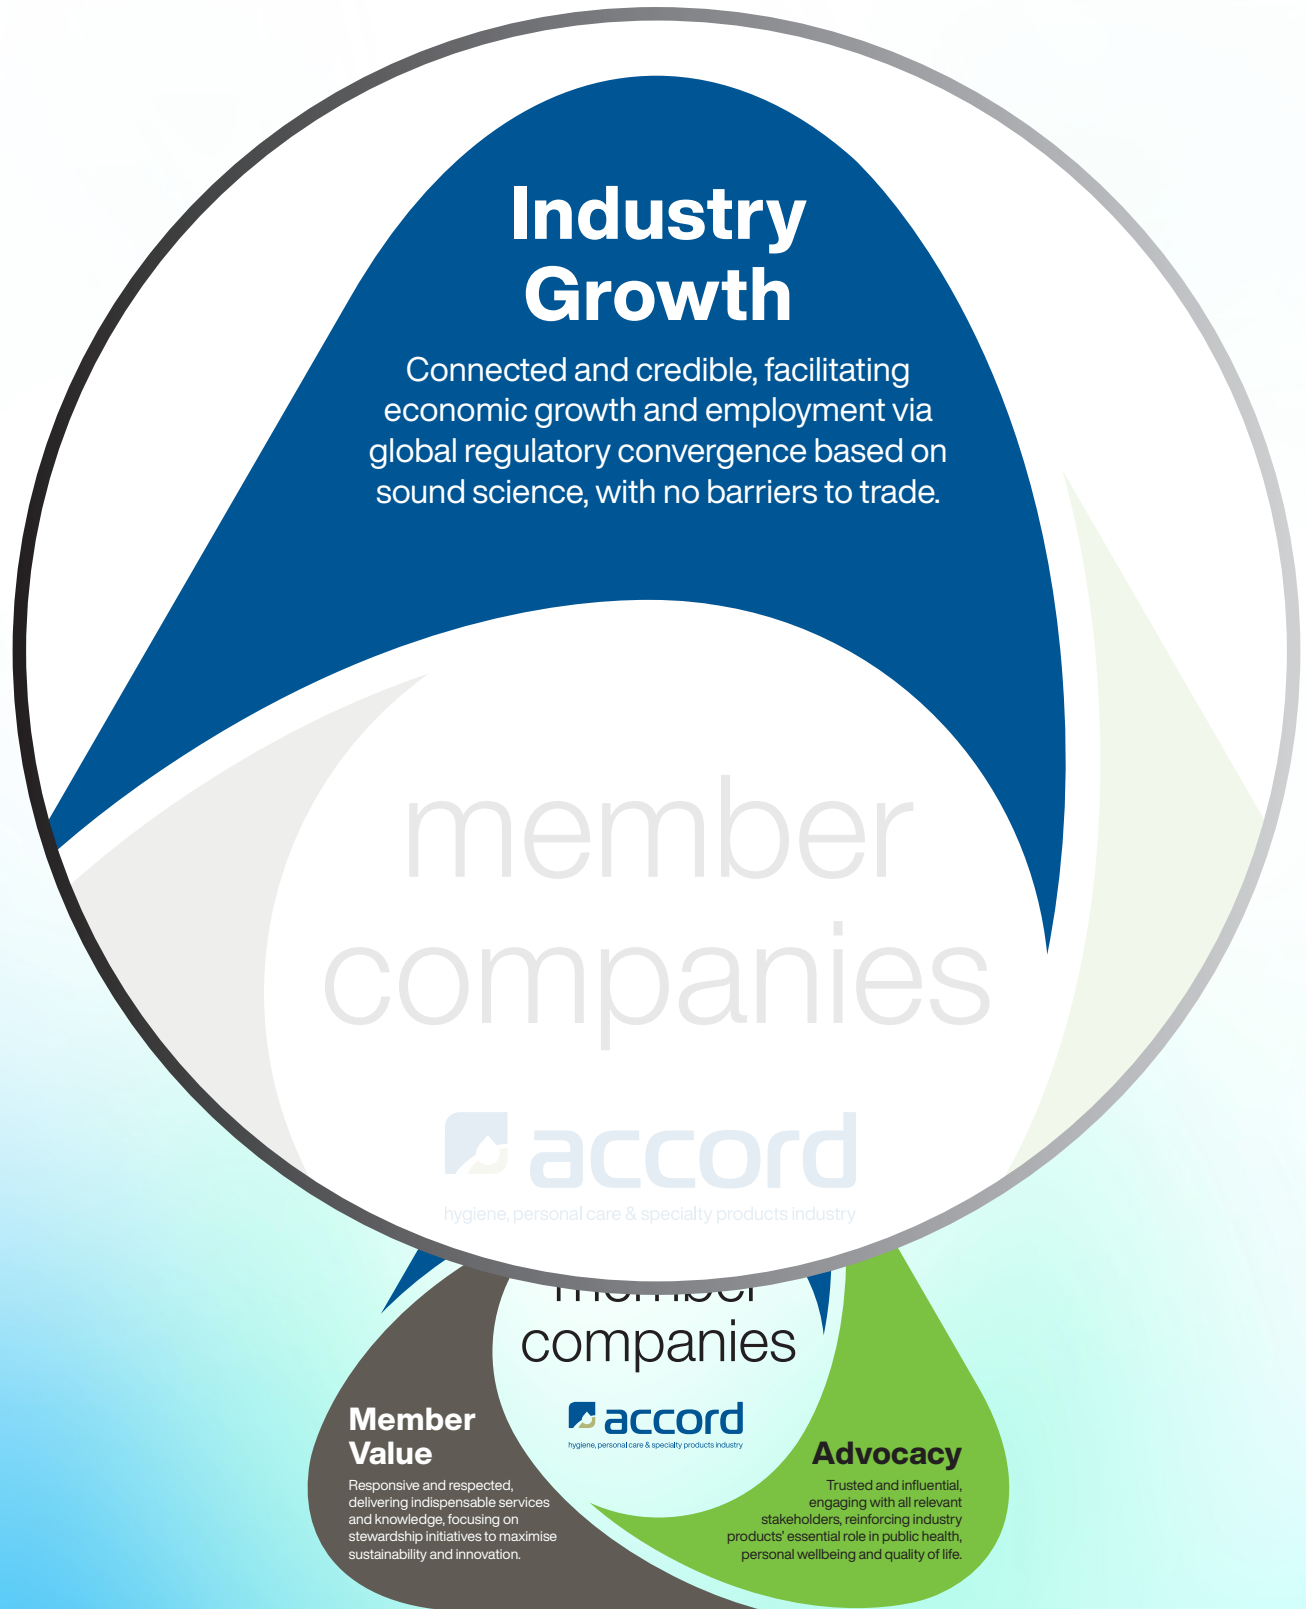 Industry
Growth
Connected and credible, facilitating
economic growth and employment via
global regulatory convergence based on
sound science, with no barriers to trade.
member
companies
accord
hygiene, personal care & specialty products industry
member
companies
accord
hygiene, personal care & specialty products industry
Member
Value
Responsive and respected,
delivering indispensable services
and knowledge, focusing on
stewardship initiatives to maximise
sustainability and innovation.
Advocacy
Trusted and influential,
engaging with all relevant
stakeholders, reinforcing industry
products' essential role in public health,
personal wellbeing and quality of life.